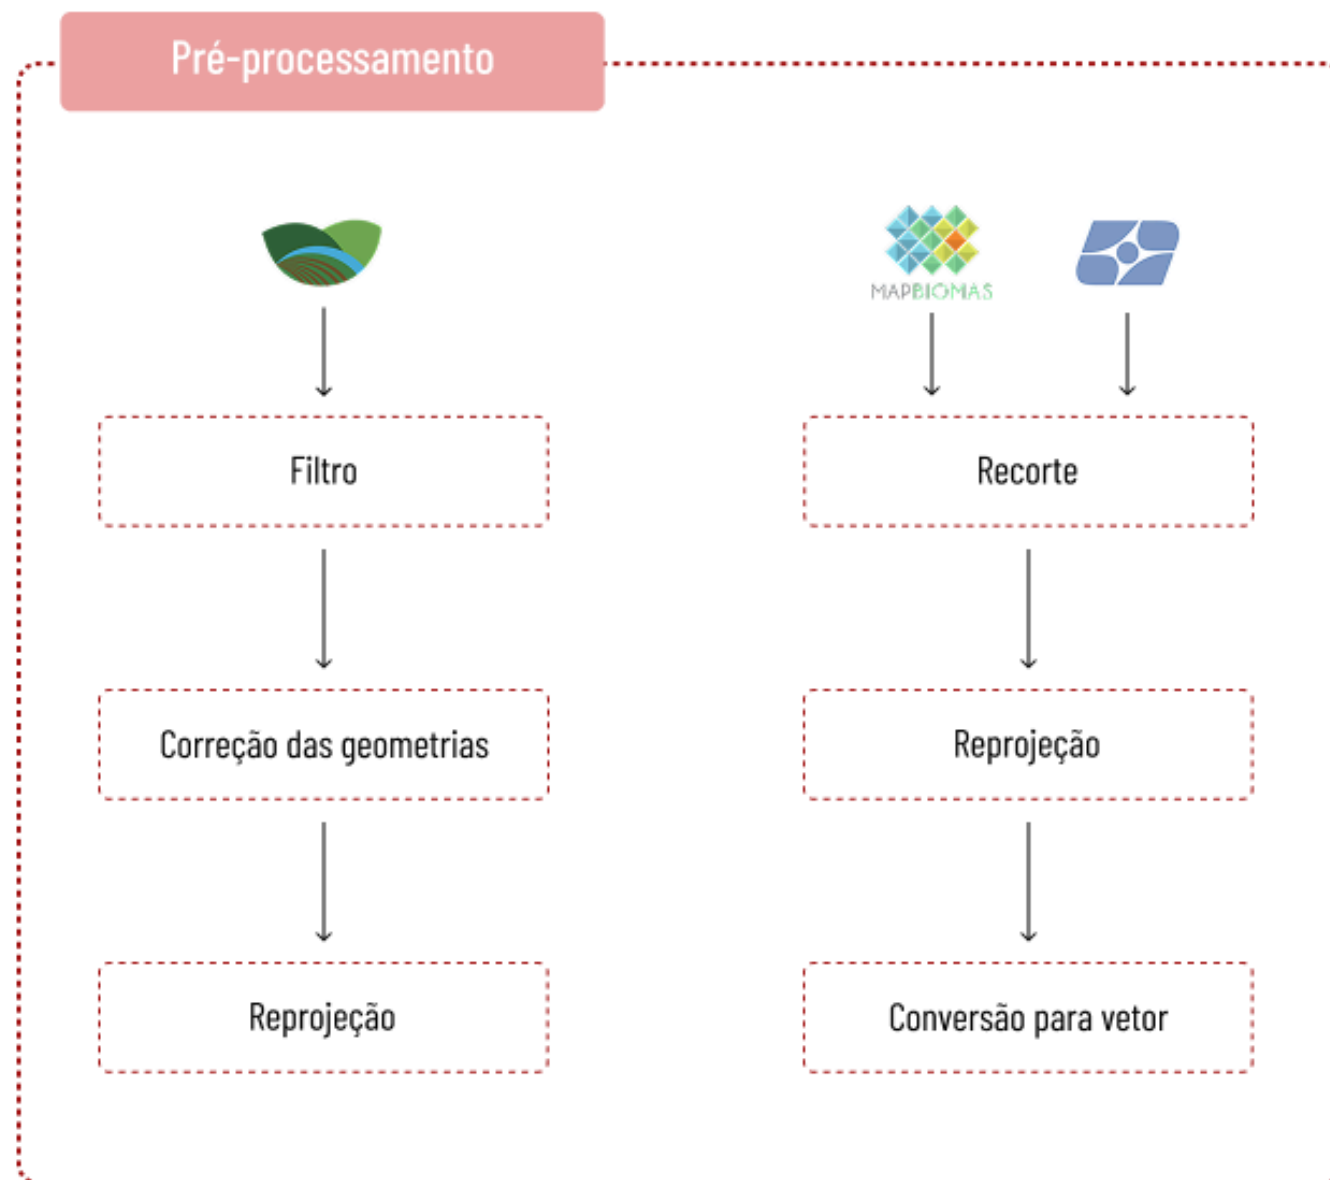 Pré-processamento
MAPBIOMAS
Filtro
Recorte
Correção das geometrias
Reprojeção
Reprojeção
Conversão para vetor